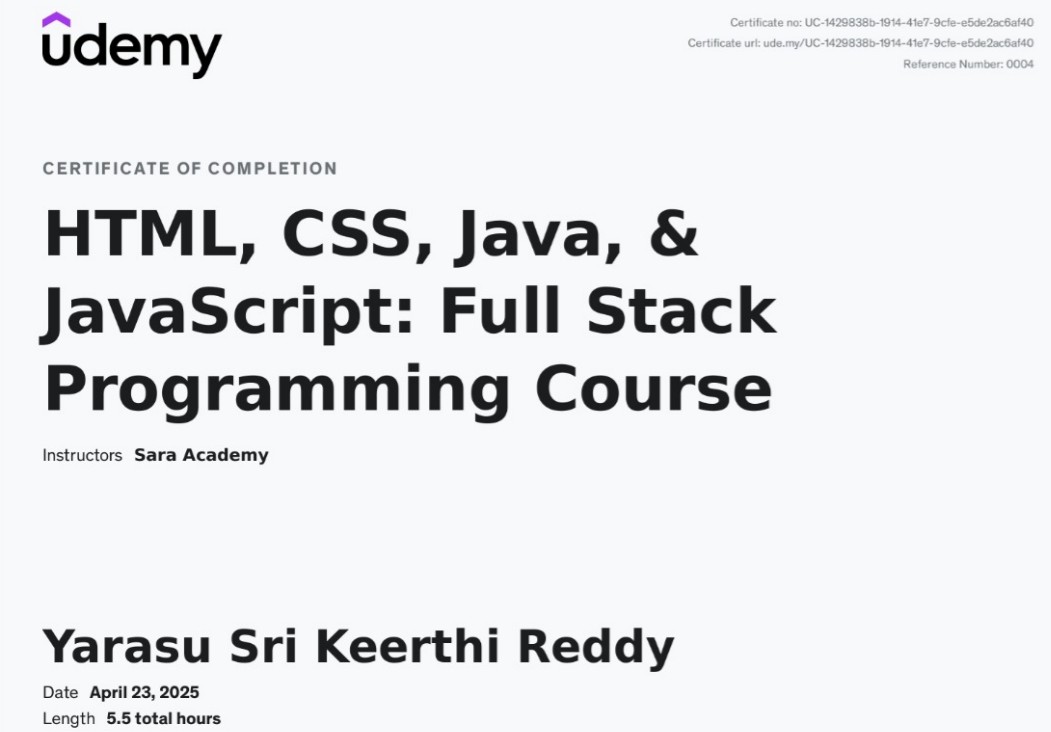 udemy
Certificate no: UC-1429838b-1914-41e7-9cfe-e5de2ac6af40
Certificate url: ude.my/UC-1429838b-1914-41e7-9cfe-e5de2ac6af40
Reference Number: 0004
CERTIFICATE OF COMPLETION
HTML, CSS, Java, &
JavaScript: Full Stack
Programming Course
Instructors Sara Academy
Yarasu Sri Keerthi Reddy
Date April 23, 2025
Length 5.5 total hours